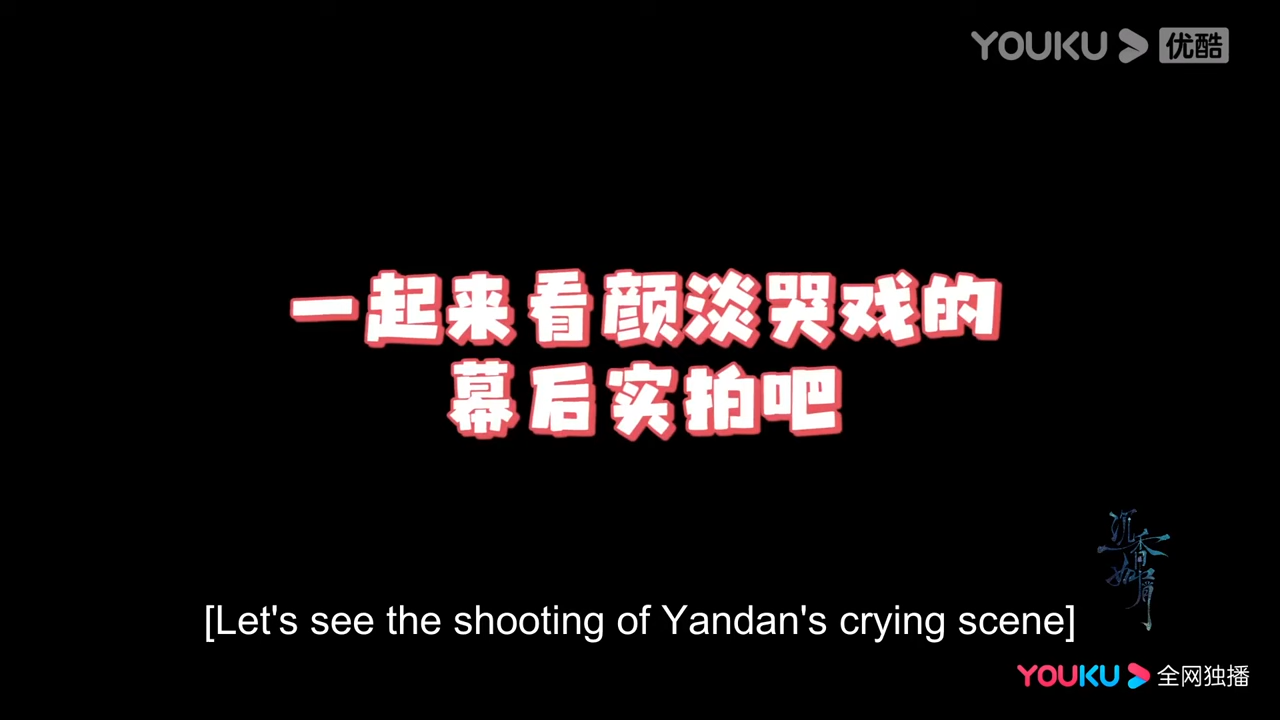 YOUKU 优酷
一起来看颜淡哭戏的
幕后实拍吧
沉香如屑
[Let's see the shooting of Yandan's crying scene]
YOUKU 全网独播